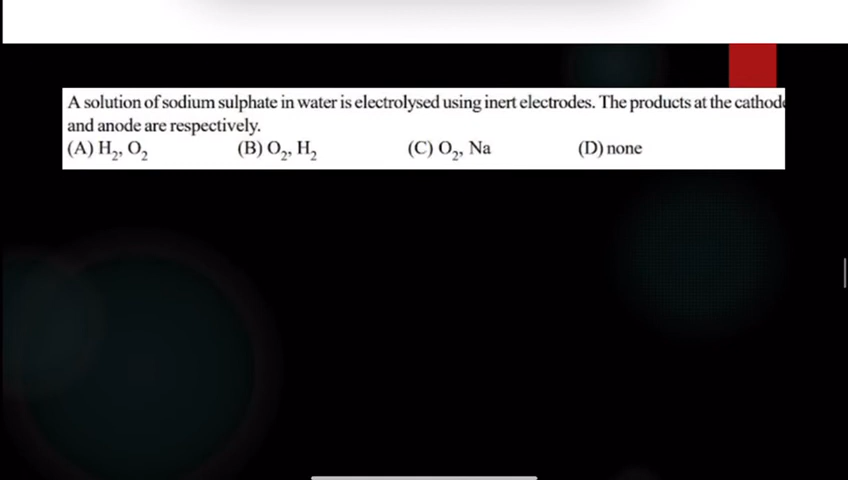 A solution of sodium sulphate in water is electrolysed using inert electrodes. The products at the cathode
and anode are respectively.
(A) H₂, O₂ (B) O₂, H₂ (C) O₂, Na (D) none